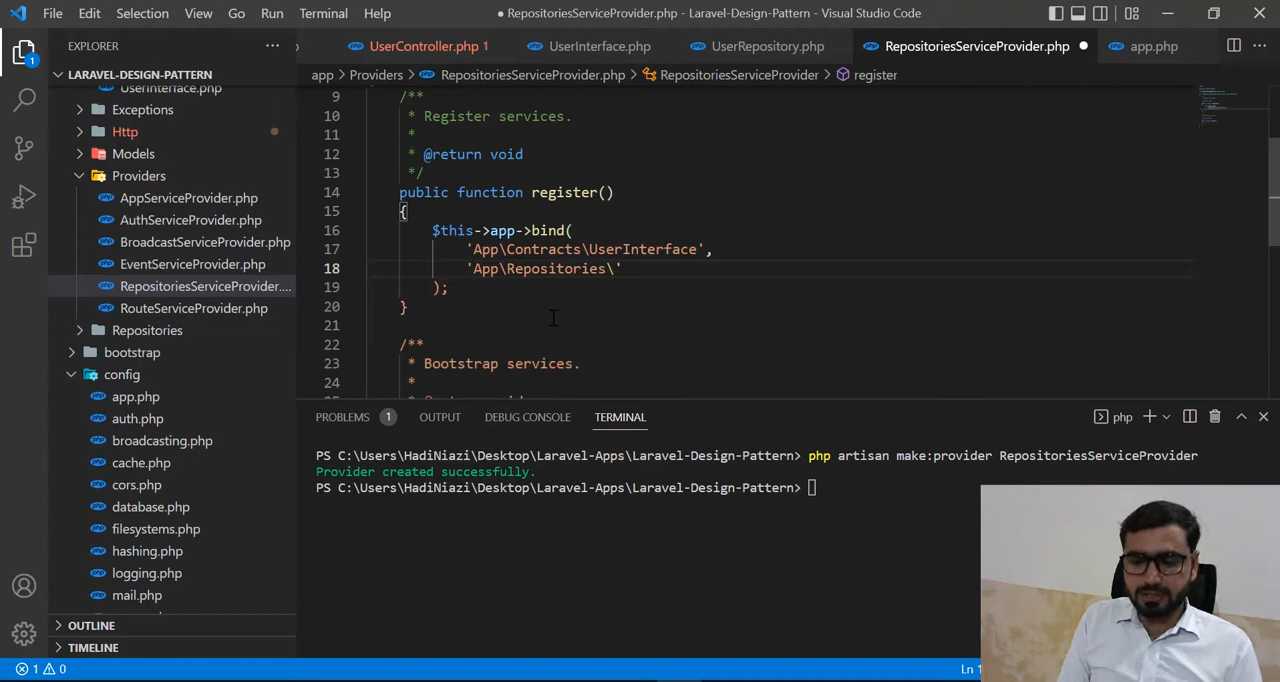 File Edit Selection View Go Run Terminal Help
● RepositoriesServiceProvider.php - Laravel-Design-Pattern - Visual Studio Code
EXPLORER
UserController.php 1
UserInterface.php
UserRepository.php
RepositoriesServiceProvider.php ●
app.php
LARAVEL-DESIGN-PATTERN
app > Providers > RepositoriesServiceProvider.php > RepositoriesServiceProvider > register
1
UserInterface.php
Exceptions
Http
Models
Providers
AppServiceProvider.php
AuthServiceProvider.php
BroadcastServiceProvider.php
EventServiceProvider.php
RepositoriesServiceProvider....
RouteServiceProvider.php
Repositories
bootstrap
config
app.php
auth.php
broadcasting.php
cache.php
cors.php
database.php
filesystems.php
hashing.php
logging.php
mail.php
OUTLINE
TIMELINE
9 /**
10 * Register services.
11 *
12 * @return void
13 */
14 public function register()
15 {
16 $this->app->bind(
17 'App\Contracts\UserInterface',
18 'App\Repositories\'
19 );
20 }
21
22 /**
23 * Bootstrap services.
24 *
PROBLEMS 1 OUTPUT DEBUG CONSOLE TERMINAL
php
PS C:\Users\HadiNiazi\Desktop\Laravel-Apps\Laravel-Design-Pattern> php artisan make:provider RepositoriesServiceProvider
Provider created successfully.
PS C:\Users\HadiNiazi\Desktop\Laravel-Apps\Laravel-Design-Pattern>
1 0